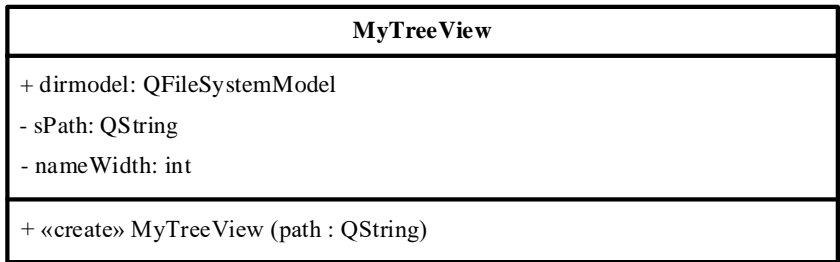 MyTreeView
+ dirmodel: QFileSystemModel
- sPath: QString
- nameWidth: int
+ «create» MyTreeView (path : QString)